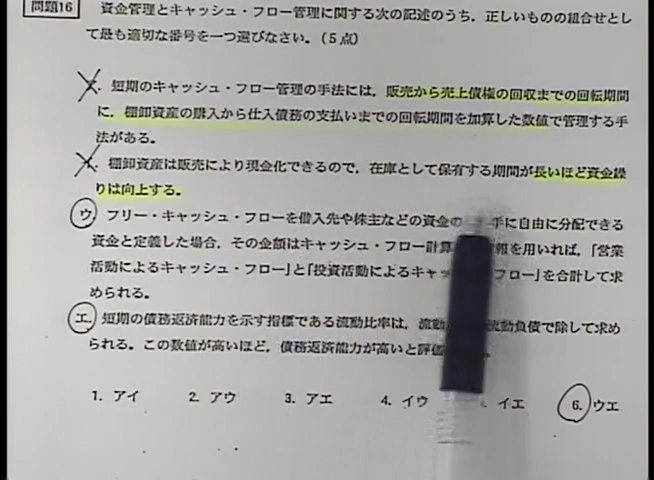 問題16 資金管理とキャッシュ・フロー管理に関する次の記述のうち，正しいものの組合せとし
て最も適切な番号を一つ選びなさい。（5点）
ア．短期のキャッシュ・フロー管理の手法には，販売から売上債権の回収までの回転期間
に，棚卸資産の購入から仕入債務の支払いまでの回転期間を加算した数値で管理する手
法がある。
イ．棚卸資産は販売により現金化できるので，在庫として保有する期間が長いほど資金繰
りは向上する。
ウ フリー・キャッシュ・フローを借入先や株主などの資金の 手に自由に分配できる
資金と定義した場合，その金額はキャッシュ・フロー計算 報を用いれば，「営業
活動によるキャッシュ・フロー」と「投資活動によるキャッ フロー」を合計して求
められる。
エ．短期の債務返済能力を示す指標である流動比率は，流動 流動負債で除して求め
られる。この数値が高いほど，債務返済能力が高いと評価
1．アイ 2．アウ 3．アエ 4．イウ イエ 6．ウエ